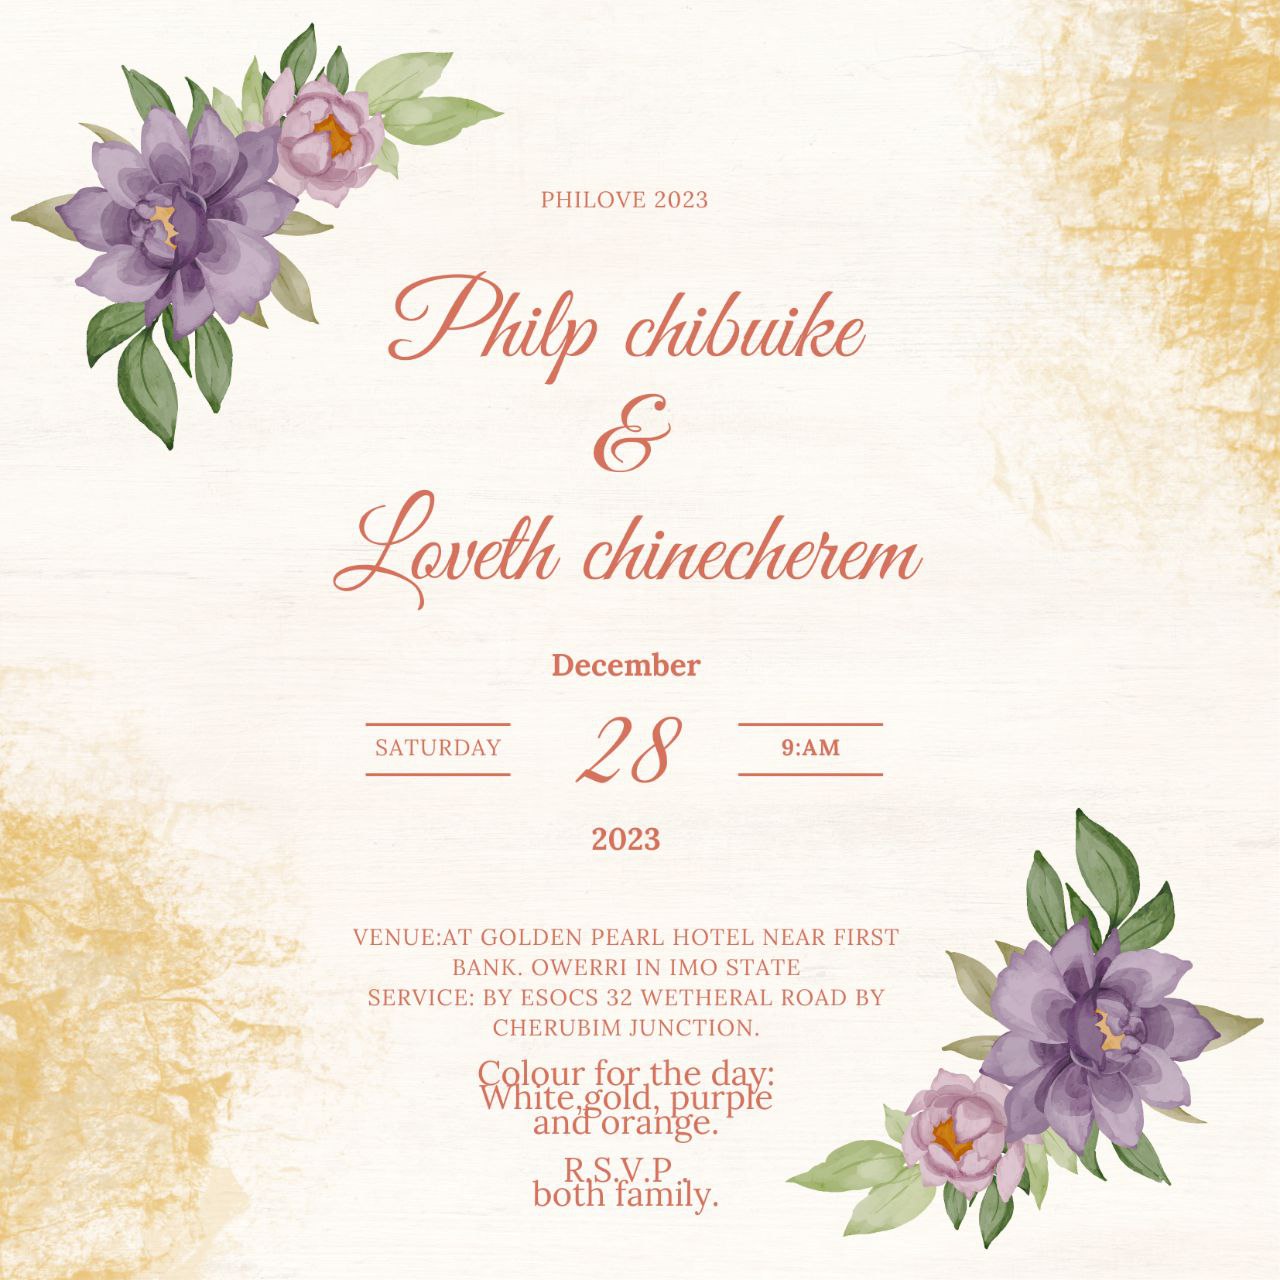 PHILOVE 2023
Philp chibuike
&
Loveth chinecherem
December
SATURDAY 28 9:AM
2023
VENUE:AT GOLDEN PEARL HOTEL NEAR FIRST
BANK. OWERRI IN IMO STATE
SERVICE: BY ESOCS 32 WETHERAL ROAD BY
CHERUBIM JUNCTION.
Colour for the day:
White,gold, purple
and orange.
R.S.V.P .
both family.